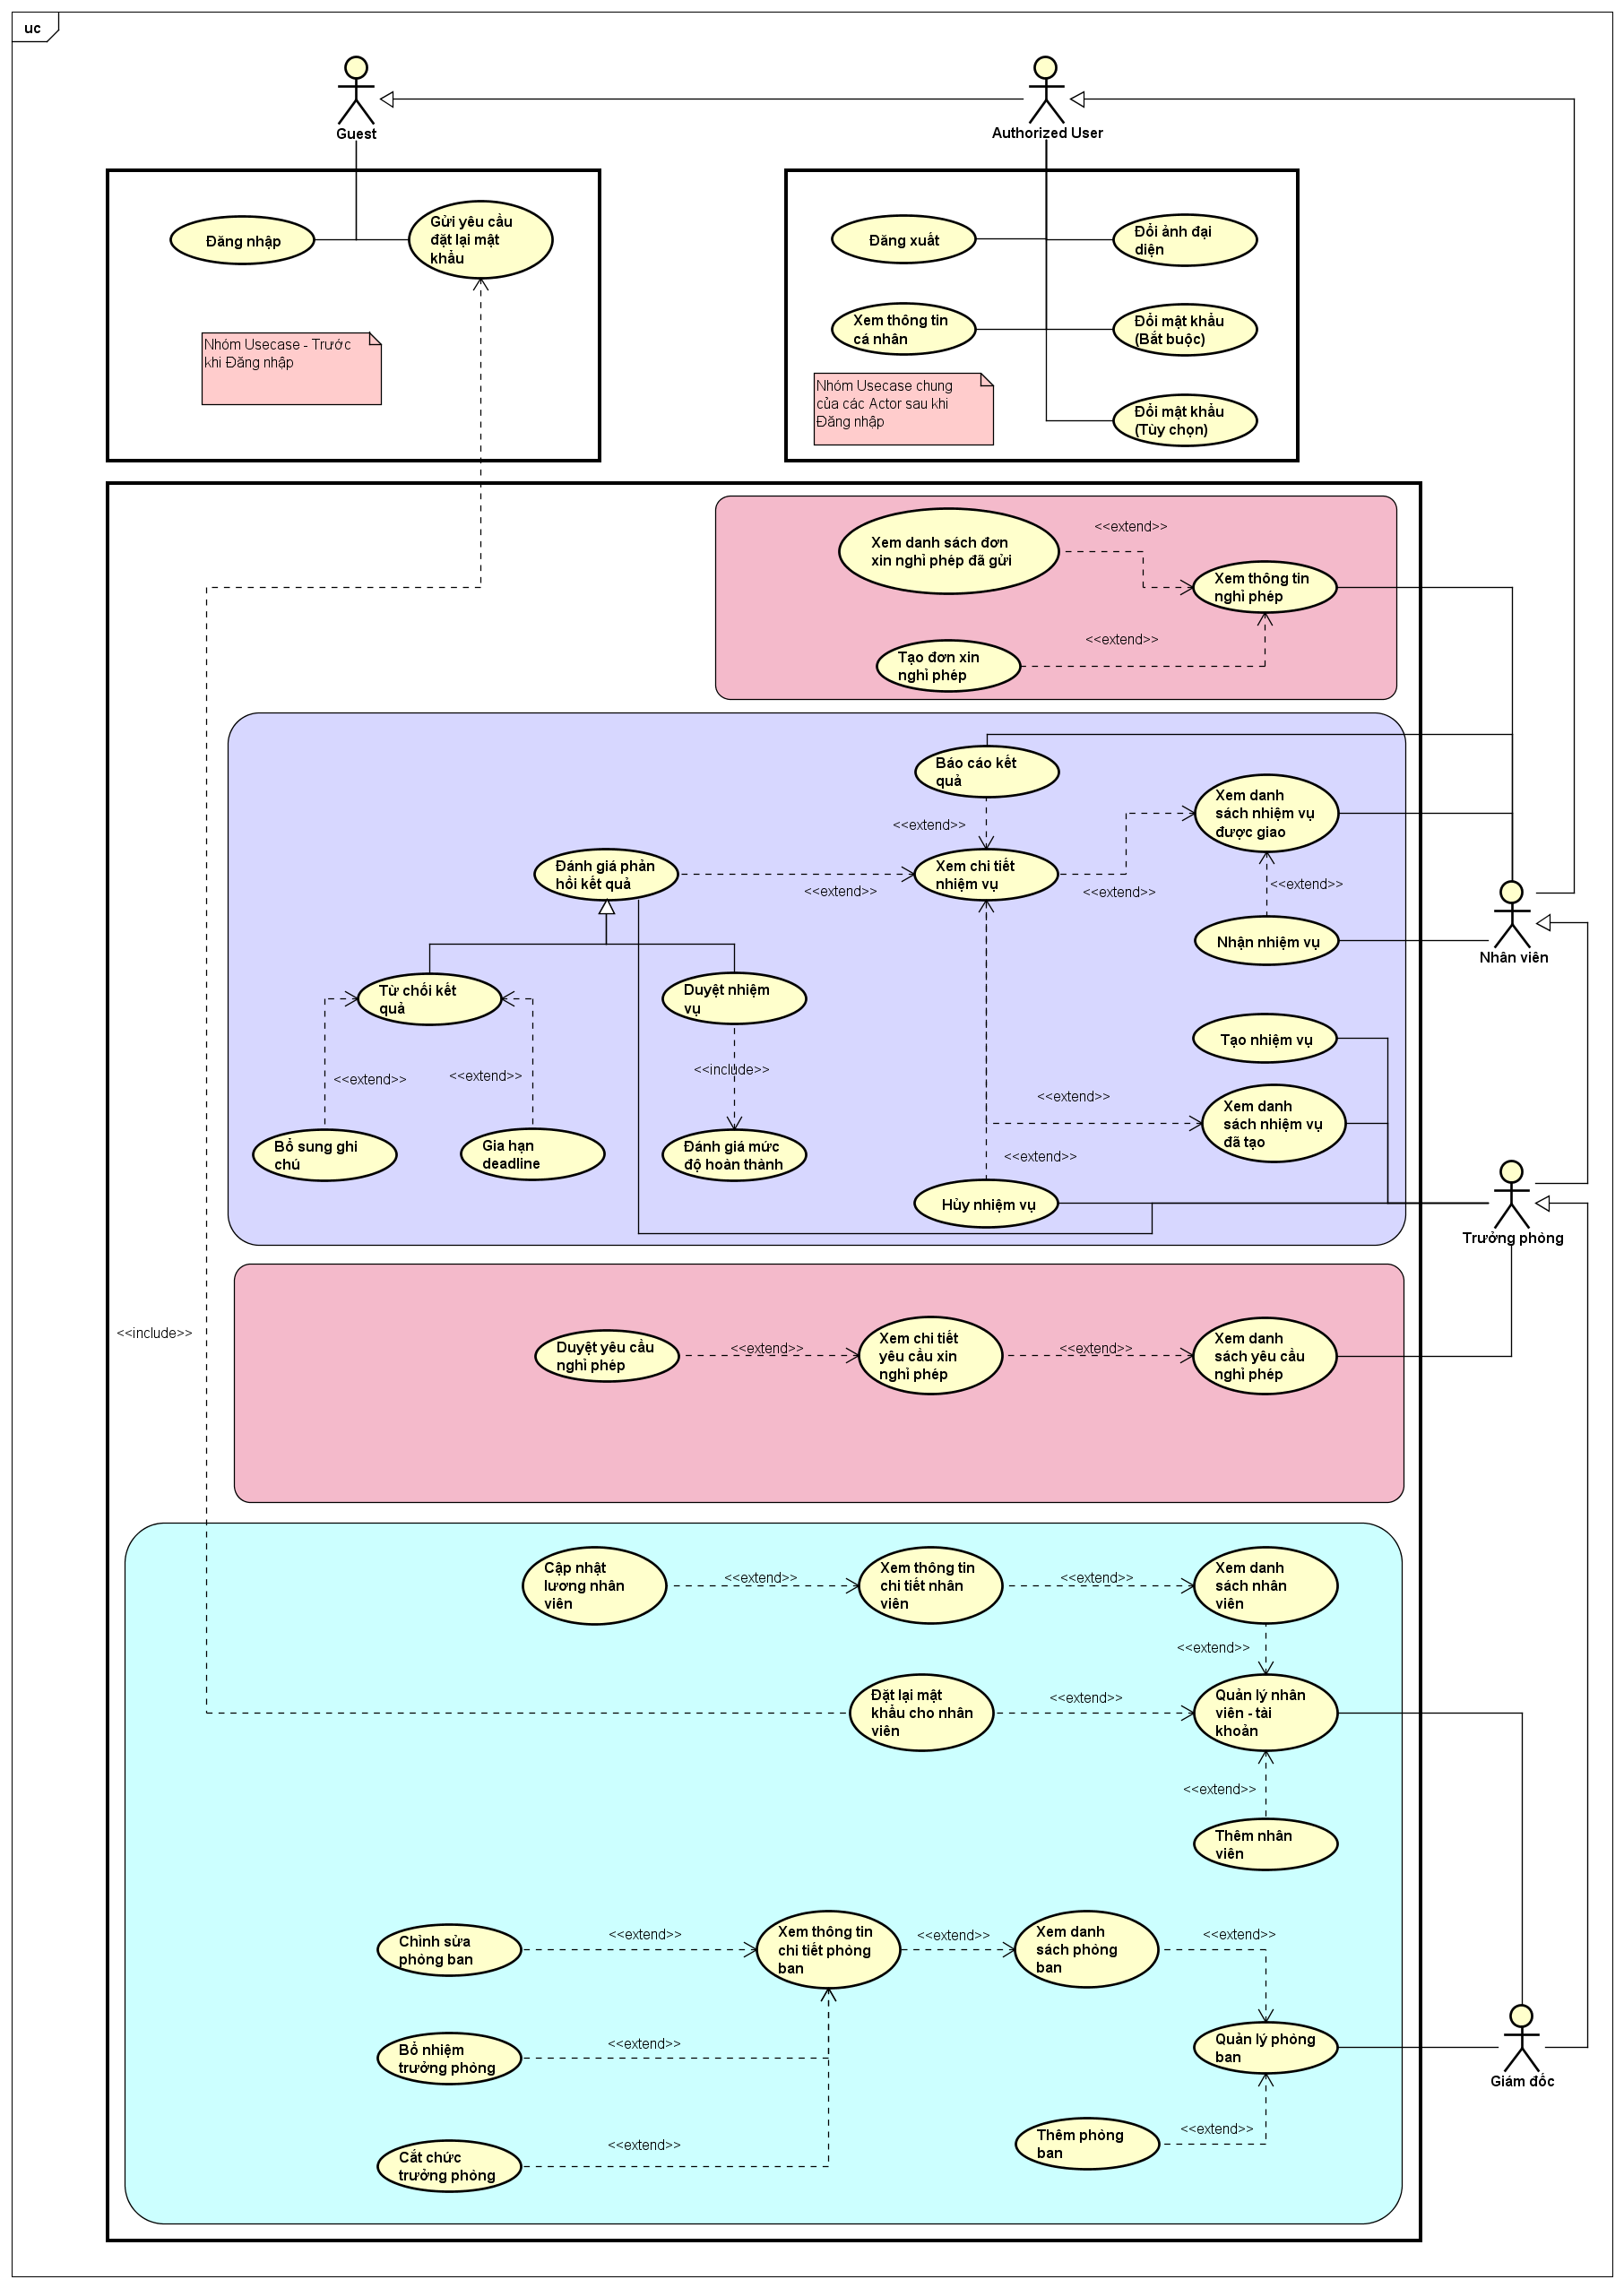 uc
Guest
Authorized User
Đăng nhập
Gửi yêu cầu
đặt lại mật
khẩu
Nhóm Usecase - Trước
khi Đăng nhập
Đăng xuất
Đổi ảnh đại
diện
Xem thông tin
cá nhân
Đổi mật khẩu
(Bắt buộc)
Nhóm Usecase chung
của các Actor sau khi
Đăng nhập
Đổi mật khẩu
(Tùy chọn)
Xem danh sách đơn
xin nghỉ phép đã gửi
<<extend>>
Xem thông tin
nghỉ phép
<<extend>>
Tạo đơn xin
nghỉ phép
Báo cáo kết
quả
<<extend>>
Xem danh
sách nhiệm vụ
được giao
Đánh giá phản
hồi kết quả
<<extend>>
Xem chi tiết
nhiệm vụ
<<extend>>
<<extend>>
Nhận nhiệm vụ
Nhân viên
Từ chối kết
quả
Duyệt nhiệm
vụ
Tạo nhiệm vụ
<<extend>>
<<extend>>
<<include>>
<<extend>>
Xem danh
sách nhiệm vụ
đã tạo
Bổ sung ghi
chú
Gia hạn
deadline
Đánh giá mức
độ hoàn thành
<<extend>>
Hủy nhiệm vụ
Trưởng phòng
<<include>>
Duyệt yêu cầu
nghỉ phép
<<extend>>
Xem chi tiết
yêu cầu xin
nghỉ phép
<<extend>>
Xem danh
sách yêu cầu
nghỉ phép
Cập nhật
lương nhân
viên
<<extend>>
Xem thông tin
chi tiết nhân
viên
<<extend>>
Xem danh
sách nhân
viên
<<extend>>
Đặt lại mật
khẩu cho nhân
viên
<<extend>>
Quản lý nhân
viên - tài
khoản
<<extend>>
Thêm nhân
viên
Chỉnh sửa
phòng ban
<<extend>>
Xem thông tin
chi tiết phòng
ban
<<extend>>
Xem danh
sách phòng
ban
<<extend>>
Bổ nhiệm
trưởng phòng
<<extend>>
Quản lý phòng
ban
Giám đốc
Cắt chức
trưởng phòng
<<extend>>
Thêm phòng
ban
<<extend>>